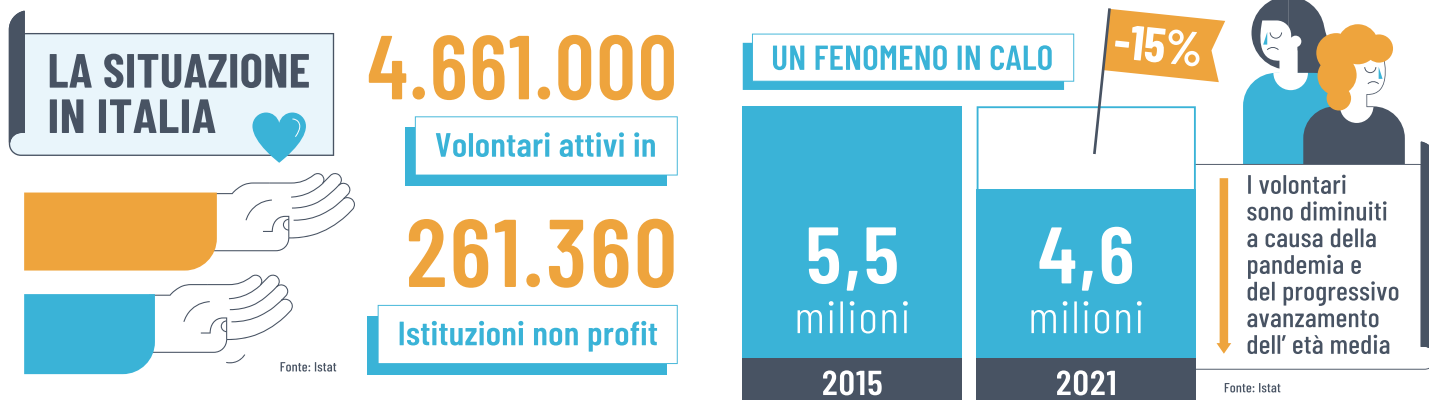 LA SITUAZIONE
IN ITALIA
4.661.000
Volontari attivi in
261.360
Istituzioni non profit
Fonte: Istat
UN FENOMENO IN CALO
-15%
5,5
milioni
2015
4,6
milioni
2021
I volontari
sono diminuiti
a causa della
pandemia e
del progressivo
avanzamento
dell' età media
Fonte: Istat